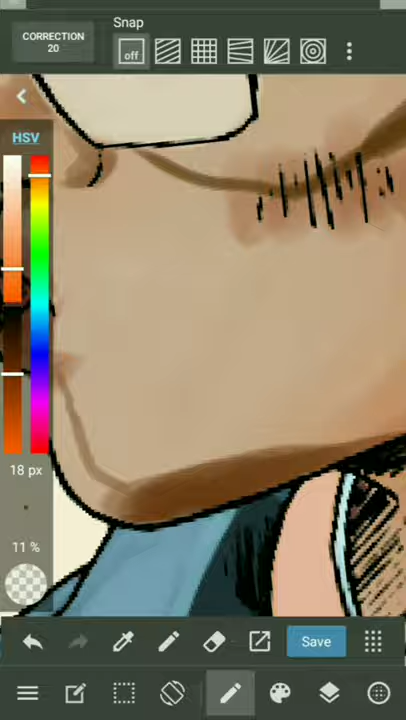 Snap
CORRECTION
20
off
HSV
18 px
11 %
Save